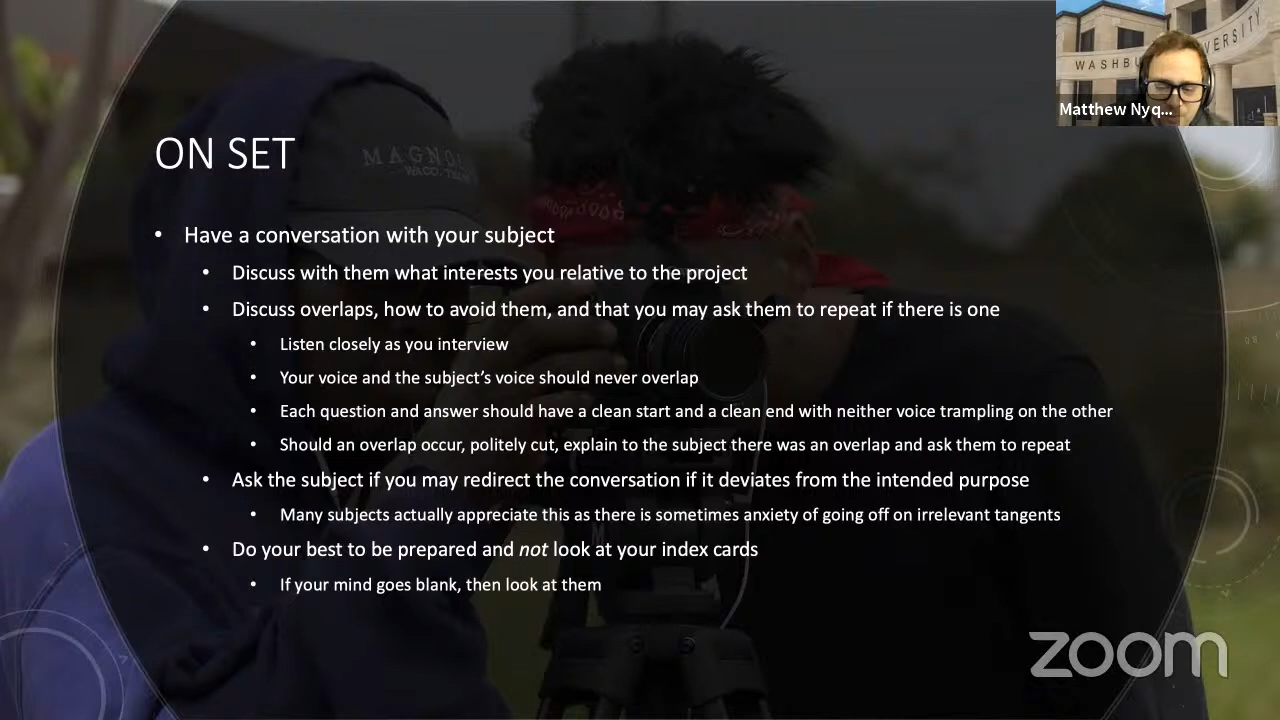 WASHBU
VERSITY
Matthew Nyq...
MAGNO
WACO, TEXA
ON SET
• Have a conversation with your subject
• Discuss with them what interests you relative to the project
• Discuss overlaps, how to avoid them, and that you may ask them to repeat if there is one
• Listen closely as you interview
• Your voice and the subject's voice should never overlap
• Each question and answer should have a clean start and a clean end with neither voice trampling on the other
• Should an overlap occur, politely cut, explain to the subject there was an overlap and ask them to repeat
• Ask the subject if you may redirect the conversation if it deviates from the intended purpose
• Many subjects actually appreciate this as there is sometimes anxiety of going off on irrelevant tangents
• Do your best to be prepared and not look at your index cards
• If your mind goes blank, then look at them
zoom